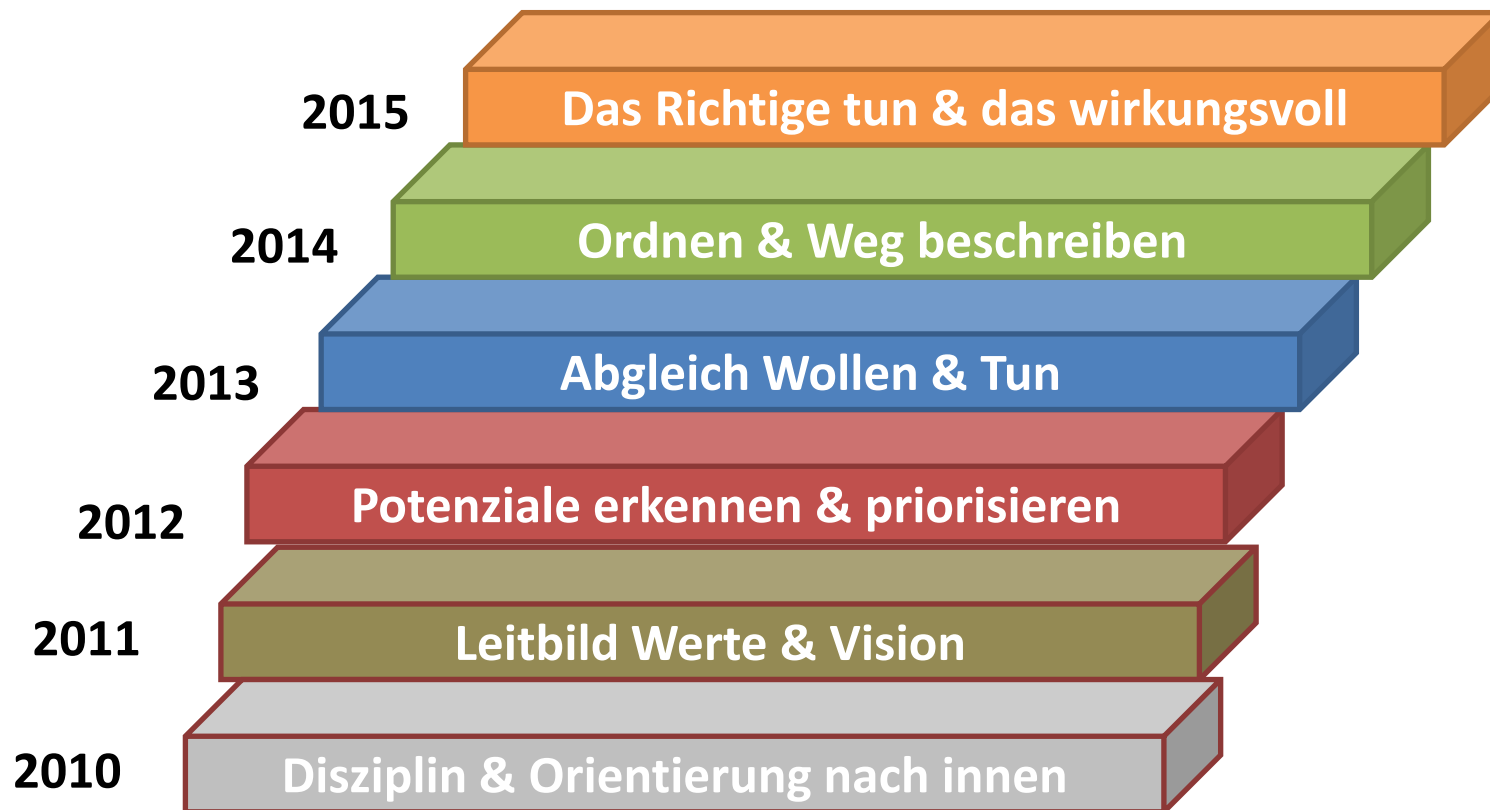 2015 Das Richtige tun & das wirkungsvoll
2014 Ordnen & Weg beschreiben
2013 Abgleich Wollen & Tun
2012 Potenziale erkennen & priorisieren
2011 Leitbild Werte & Vision
2010 Disziplin & Orientierung nach innen